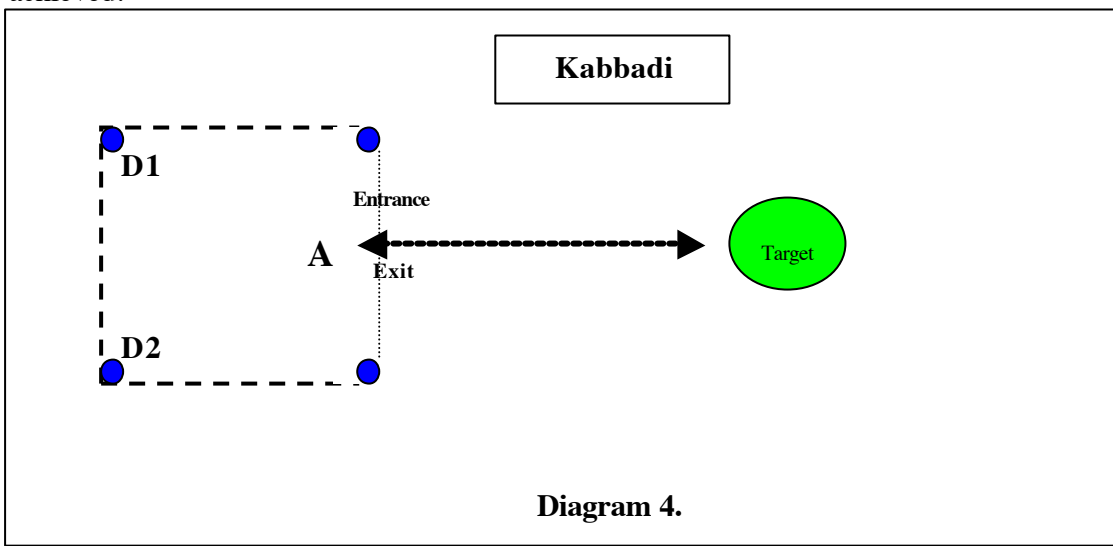 achieved.
Kabbadi
D1
Entrance
A
Target
Exit
D2
Diagram 4.